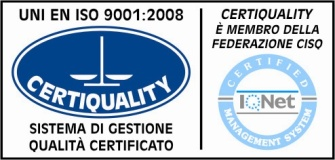 UNI EN ISO 9001:2008
CERTIQUALITY
SISTEMA DI GESTIONE
QUALITÀ CERTIFICATO
CERTIQUALITY
È MEMBRO DELLA
FEDERAZIONE CISQ
CERTIFIED
IQNet
MANAGEMENT SYSTEM